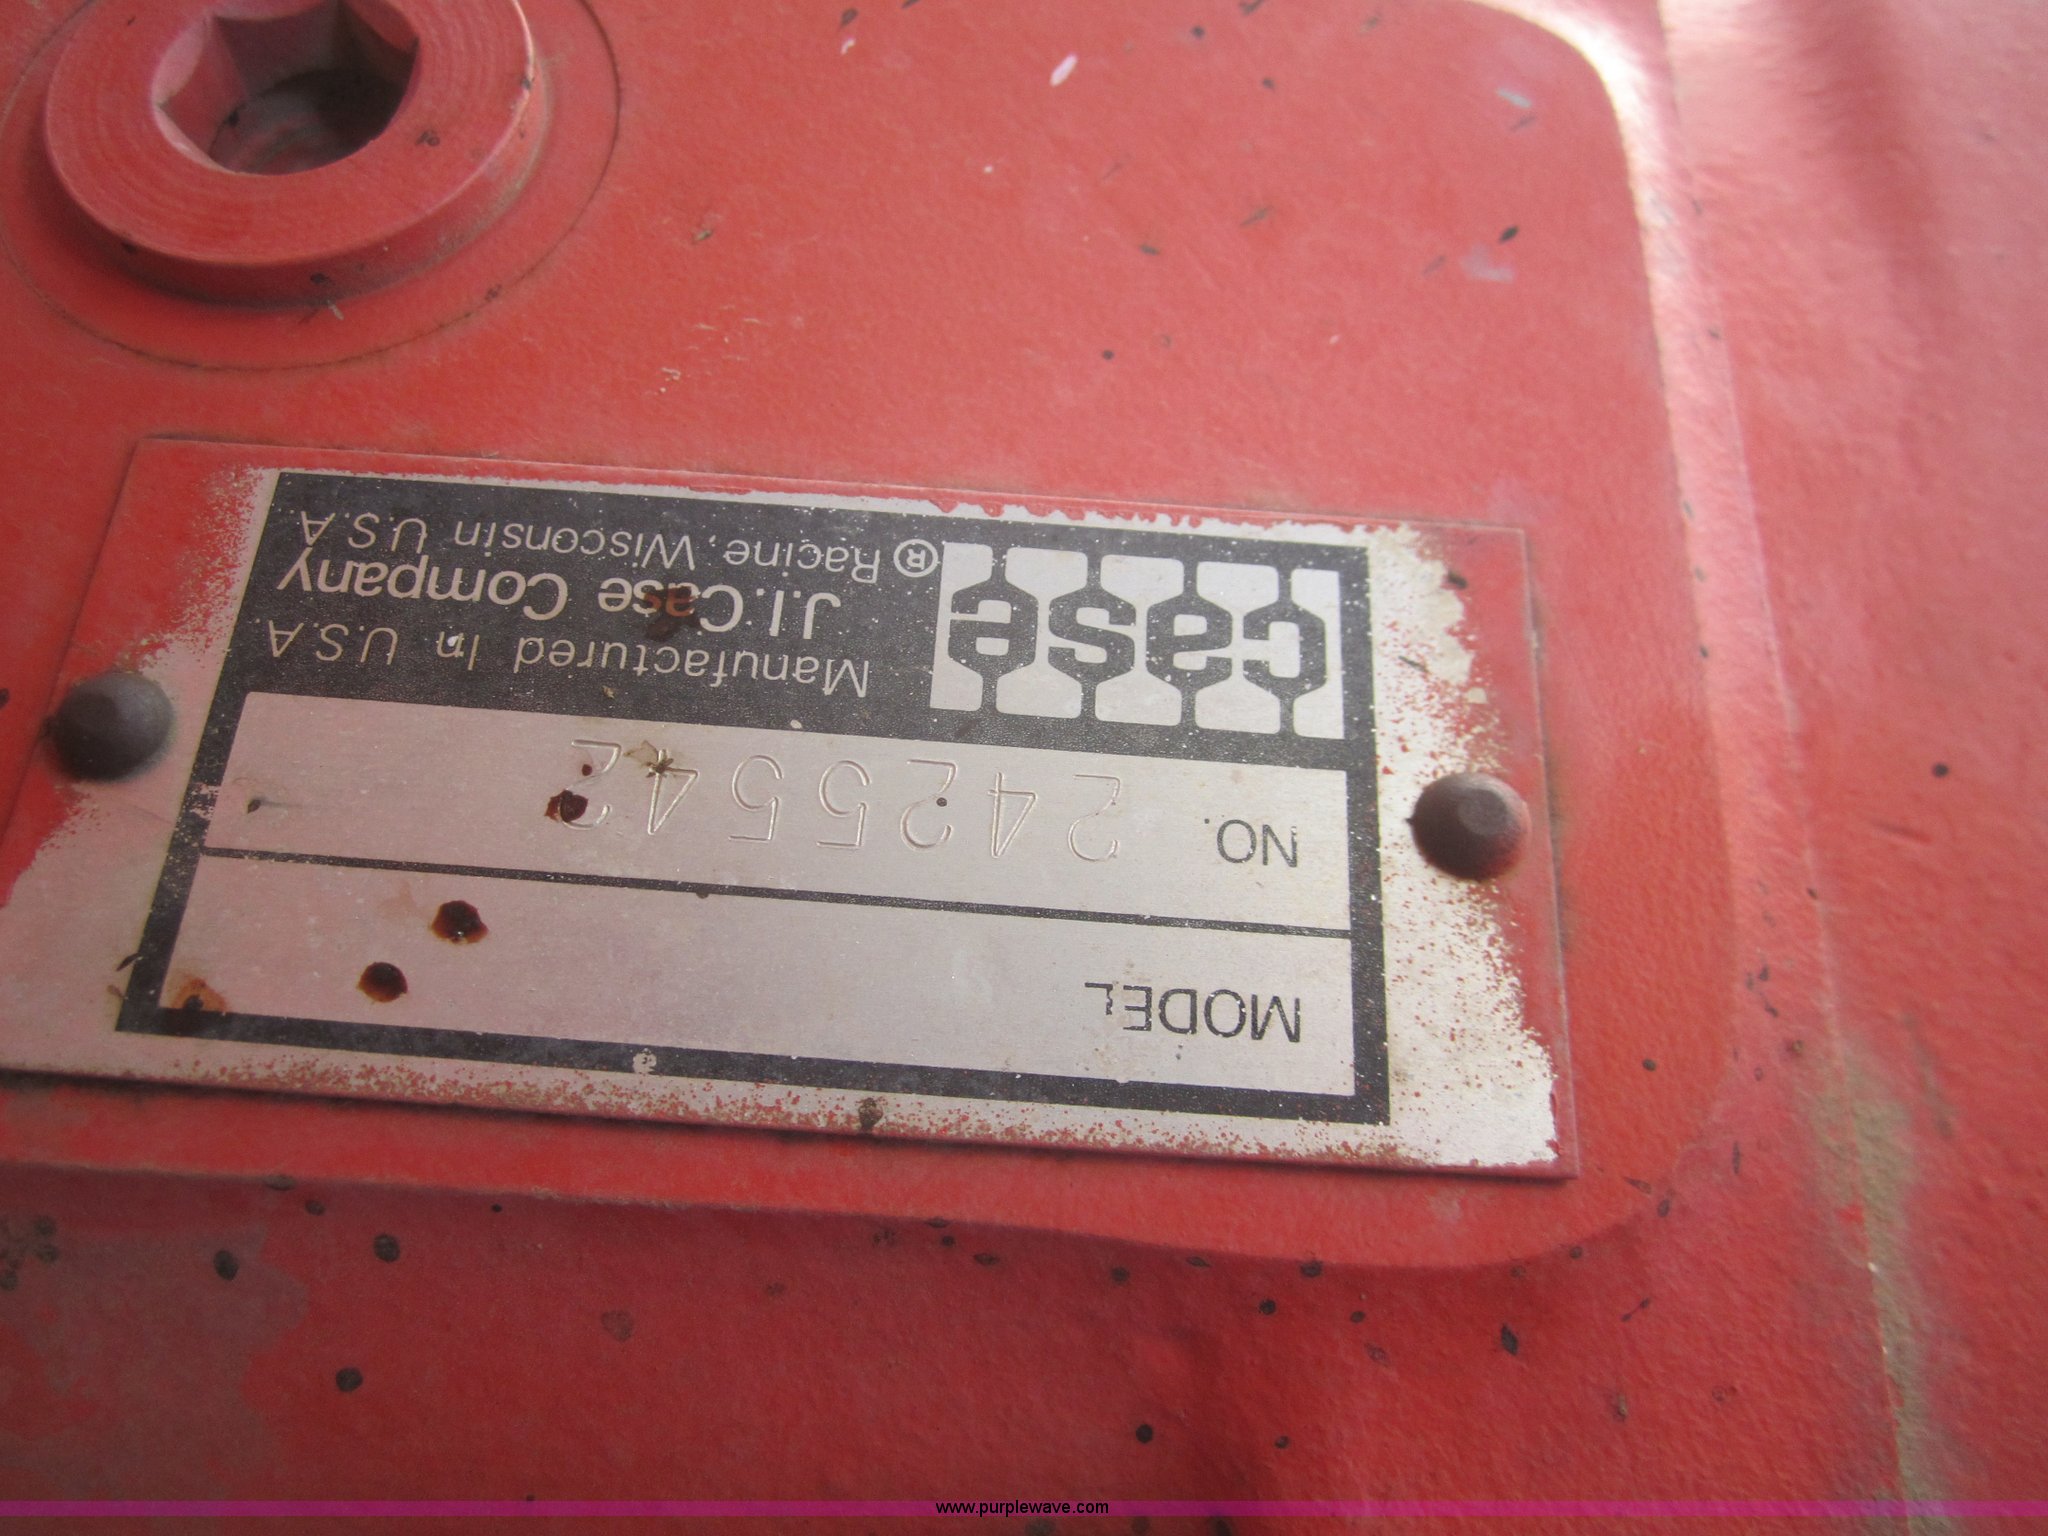 MODEL
NO. 2425542
case
Manufactured In U.S.A.
J.I. Case Company
® Racine, Wisconsin U.S.A.
www.purplewave.com